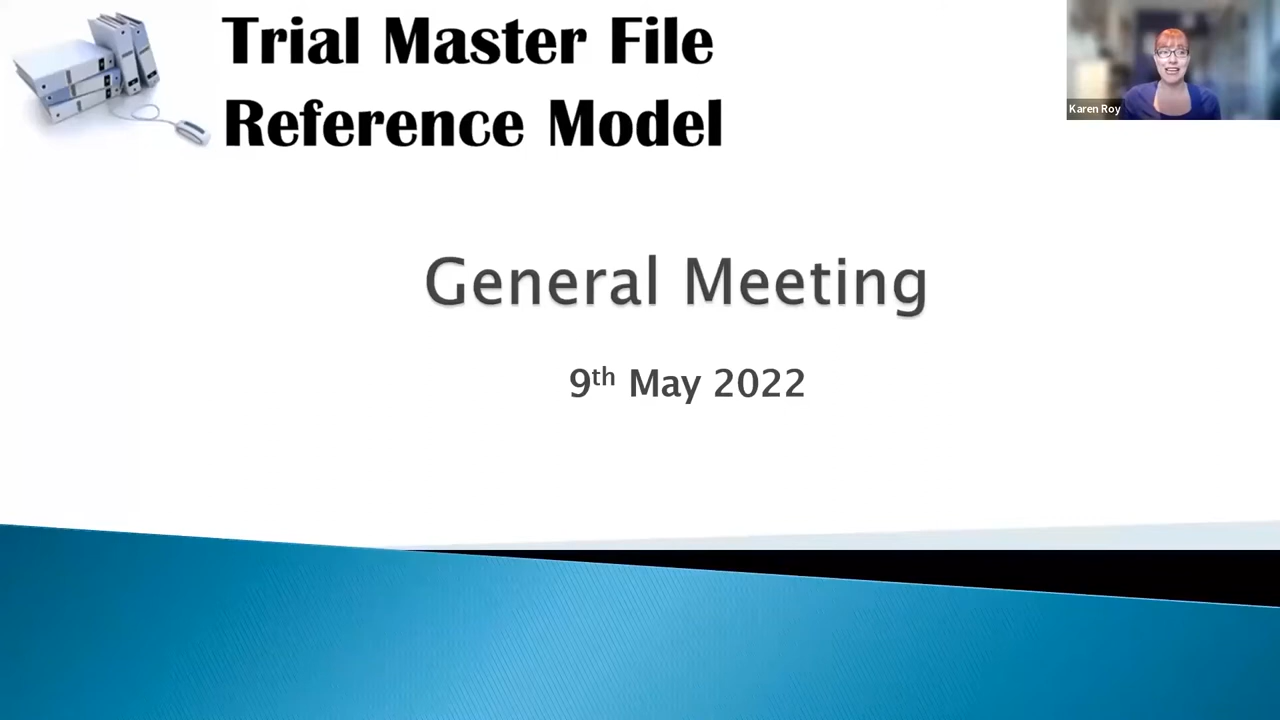 Trial Master File
Reference Model
Karen Roy
General Meeting
9th May 2022